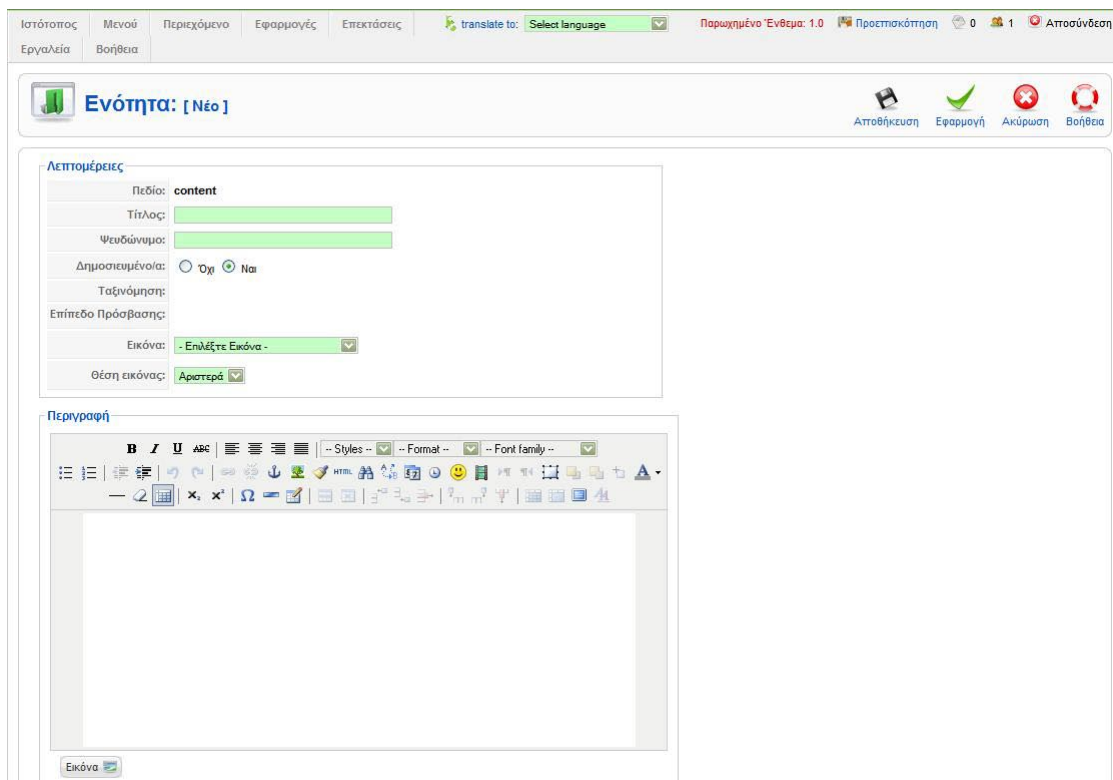 Ιστότοπος Μενού Περιεχόμενο Εφαρμογές Επεκτάσεις translate to: Select language Παρωχημένο Ένθεμα: 1.0 Προεπισκόπηση 0 1 Αποσύνδεση
Εργαλεία Βοήθεια
Ενότητα: [ Νέο ]
Αποθήκευση Εφαρμογή Ακύρωση Βοήθεια
Λεπτομέρειες
Πεδίο: content
Τίτλος:
Ψευδώνυμο:
Δημοσιευμένο/α: Όχι Ναι
Ταξινόμηση:
Επίπεδο Πρόσβασης:
Εικόνα: - Επιλέξτε Εικόνα -
Θέση εικόνας: Αριστερά
Περιγραφή
B I U ABC -- Styles -- -- Format -- -- Font family --
HTML A
Εικόνα